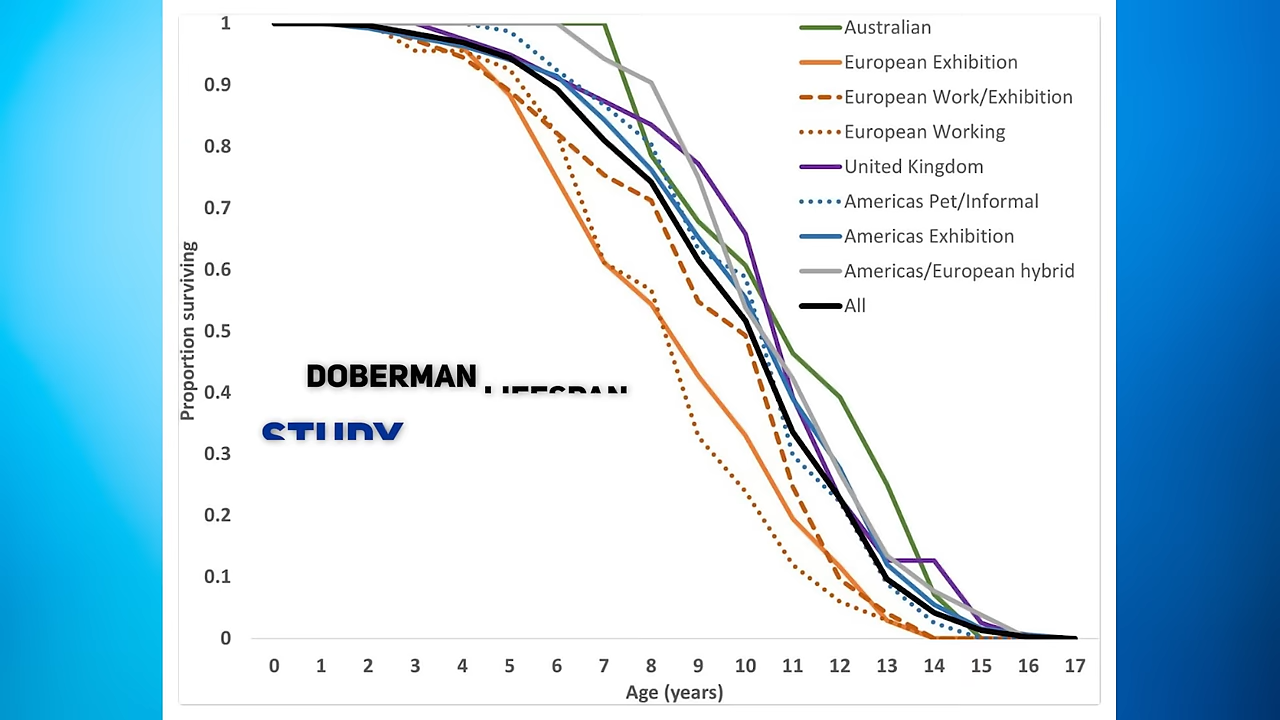 1
0.9
0.8
0.7
0.6
0.5
0.4
0.3
0.2
0.1
0
Proportion surviving
Australian
European Exhibition
European Work/Exhibition
European Working
United Kingdom
Americas Pet/Informal
Americas Exhibition
Americas/European hybrid
All
DOBERMAN LIFESPAN
STUDY
0 1 2 3 4 5 6 7 8 9 10 11 12 13 14 15 16 17
Age (years)